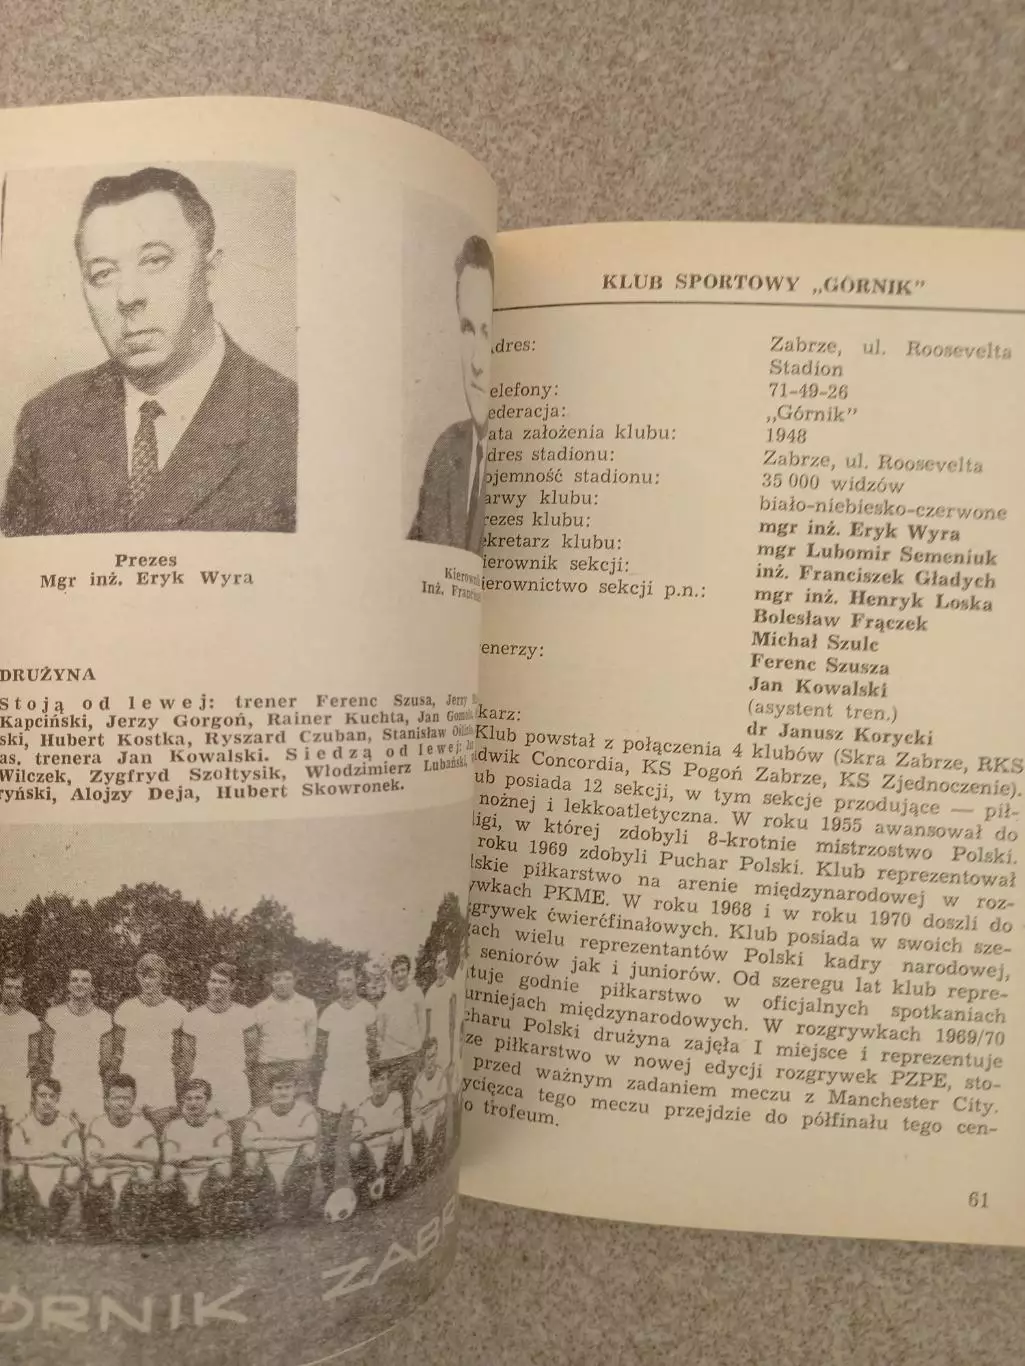 Prezes
Mgr inż. Eryk Wyra
Kierown
Inż. Franc
DRUŻYNA
Stoją od lewej: trener Ferenc Szusa, Jerzy
Kapciński, Jerzy Gorgoń, Rainer Kuchta, Jan Gomol
ski, Hubert Kostka, Ryszard Czuban, Stanisław Oślizło
as. trenera Jan Kowalski. Siedzą od lewej:
Wilczek, Zygfryd Szołtysik, Włodzimierz Lubański,
ryński, Alojzy Deja, Hubert Skowronek.
ÓRNIK ZAB
KLUB SPORTOWY „GÓRNIK”
dres: Zabrze, ul. Roosevelta
Stadion
elefony: 71-49-26
ederacja: „Górnik”
ata założenia klubu: 1948
dres stadionu: Zabrze, ul. Roosevelta
ojemność stadionu: 35 000 widzów
arwy klubu: biało-niebiesko-czerwone
rezes klubu: mgr inż. Eryk Wyra
ekretarz klubu: mgr Lubomir Semeniuk
ierownik sekcji: inż. Franciszek Gładych
ierownictwo sekcji p.n.: mgr inż. Henryk Loska
Bolesław Frączek
Michał Szulc
enerzy: Ferenc Szusza
Jan Kowalski
(asystent tren.)
karz: dr Janusz Korycki
Klub powstał z połączenia 4 klubów (Skra Zabrze, RKS
dwik Concordia, KS Pogoń Zabrze, KS Zjednoczenie).
ub posiada 12 sekcji, w tym sekcje przodujące — pił-
nożnej i lekkoatletyczna. W roku 1955 awansował do
ligi, w której zdobyli 8-krotnie mistrzostwo Polski.
roku 1969 zdobyli Puchar Polski. Klub reprezentował
lskie piłkarstwo na arenie międzynarodowej w roz-
ywkach PKME. W roku 1968 i w roku 1970 doszli do
zgrywek ćwierćfinałowych. Klub posiada w swoich sze-
gach wielu reprezentantów Polski kadry narodowej,
seniorów jak i juniorów. Od szeregu lat klub repre-
tuje godnie piłkarstwo w oficjalnych spotkaniach
urniejach międzynarodowych. W rozgrywkach 1969/70
charu Polski drużyna zajęła I miejsce i reprezentuje
ze piłkarstwo w nowej edycji rozgrywek PZPE, sto-
przed ważnym zadaniem meczu z Manchester City.
ycięzca tego meczu przejdzie do półfinału tego cen-
o trofeum.
61